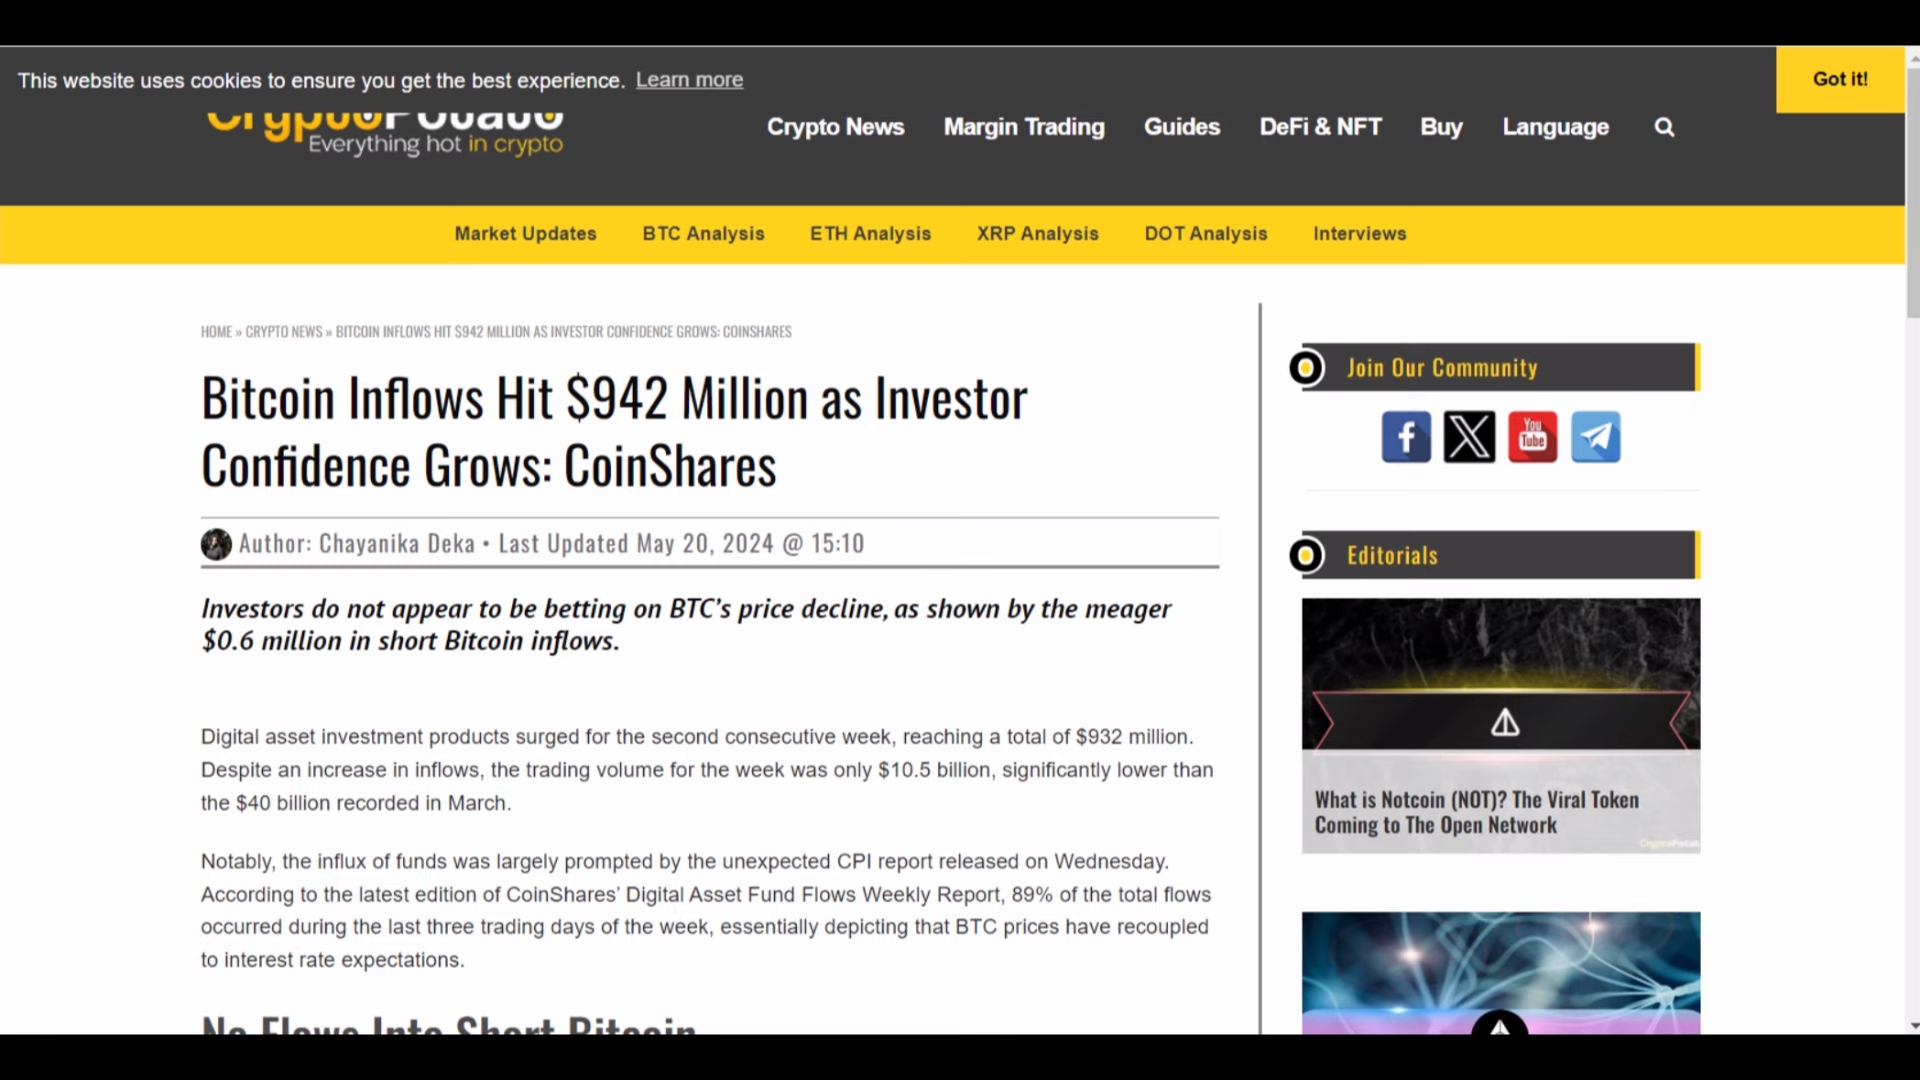 This website uses cookies to ensure you get the best experience. Learn more
Got it!
CryptoPotato
Everything hot in crypto
Crypto News Margin Trading Guides DeFi & NFT Buy Language
Market Updates BTC Analysis ETH Analysis XRP Analysis DOT Analysis Interviews
HOME » CRYPTO NEWS » BITCOIN INFLOWS HIT $942 MILLION AS INVESTOR CONFIDENCE GROWS: COINSHARES
Bitcoin Inflows Hit $942 Million as Investor
Confidence Grows: CoinShares
Author: Chayanika Deka • Last Updated May 20, 2024 @ 15:10
Investors do not appear to be betting on BTC’s price decline, as shown by the meager
$0.6 million in short Bitcoin inflows.
Digital asset investment products surged for the second consecutive week, reaching a total of $932 million.
Despite an increase in inflows, the trading volume for the week was only $10.5 billion, significantly lower than
the $40 billion recorded in March.
Notably, the influx of funds was largely prompted by the unexpected CPI report released on Wednesday.
According to the latest edition of CoinShares’ Digital Asset Fund Flows Weekly Report, 89% of the total flows
occurred during the last three trading days of the week, essentially depicting that BTC prices have recoupled
to interest rate expectations.
No Flows Into Short Bitcoin
Join Our Community
You
Tube
Editorials
What is Notcoin (NOT)? The Viral Token
Coming to The Open Network
CryptoPotato